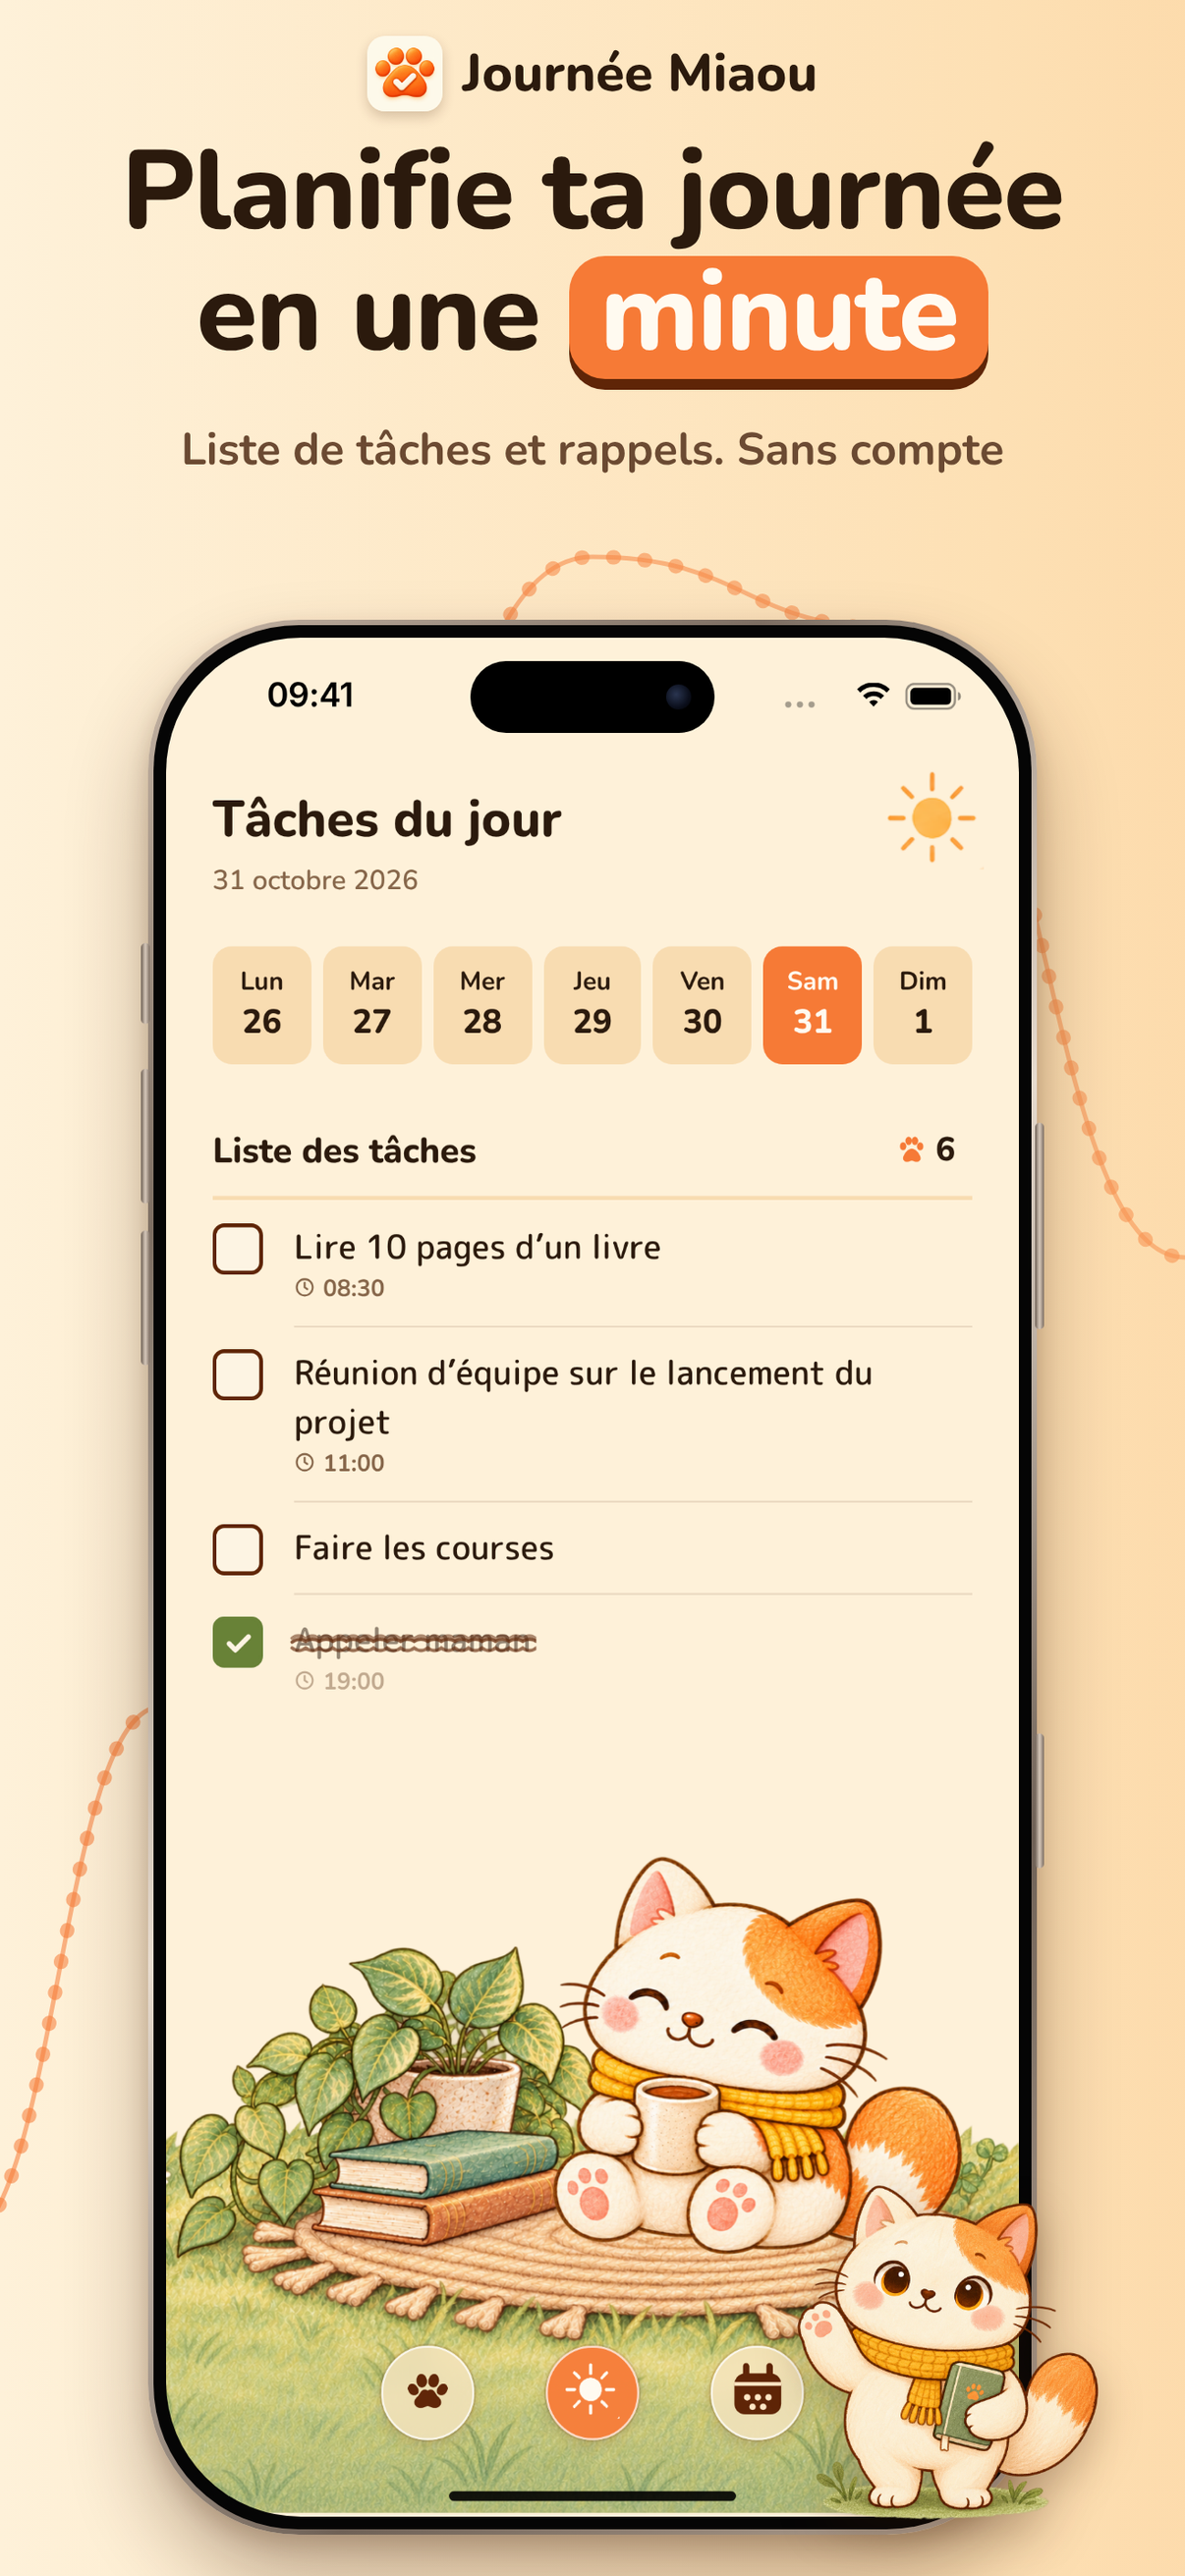 Journée Miaou
Planifie ta journée
en une minute
Liste de tâches et rappels. Sans compte
09:41
Tâches du jour
31 octobre 2026
Lun Mar Mer Jeu Ven Sam Dim
26 27 28 29 30 31 1
Liste des tâches 6
Lire 10 pages d’un livre
08:30
Réunion d’équipe sur le lancement du
projet
11:00
Faire les courses
Appeler maman
19:00